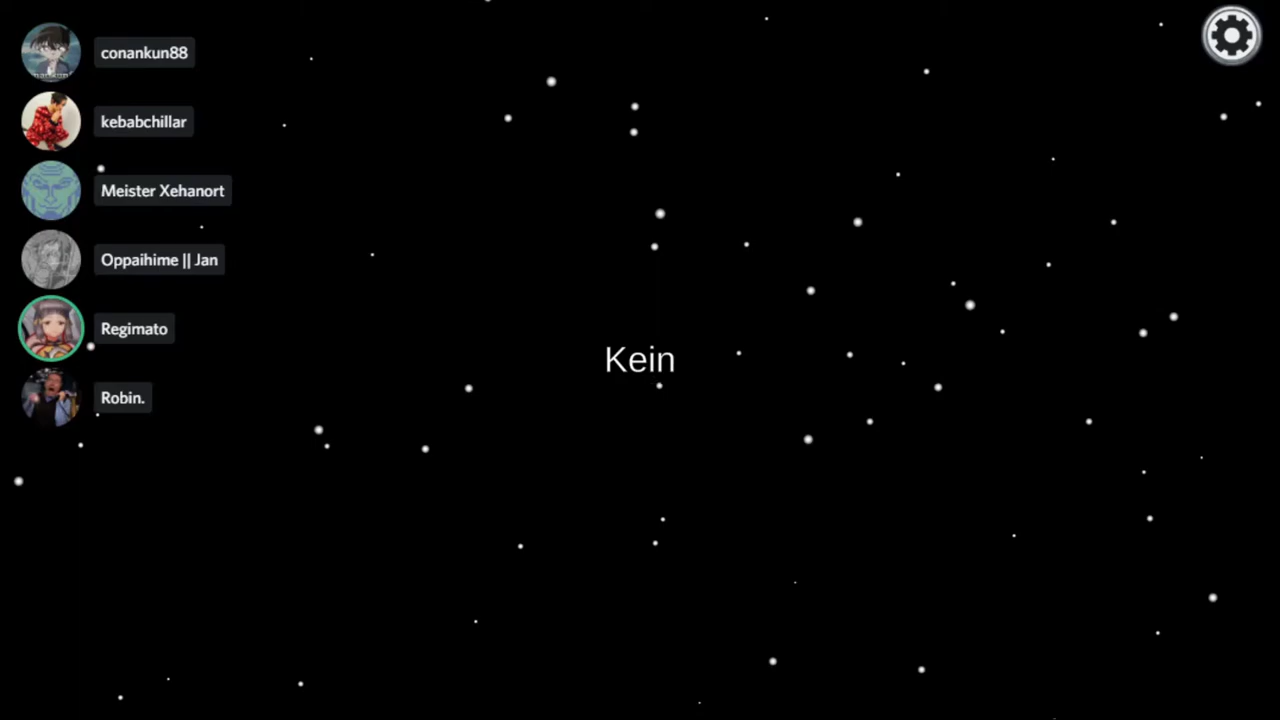 conankun88
kebabchillar
Meister Xehanort
Oppaihime || Jan
Regimato
Robin.
Kein